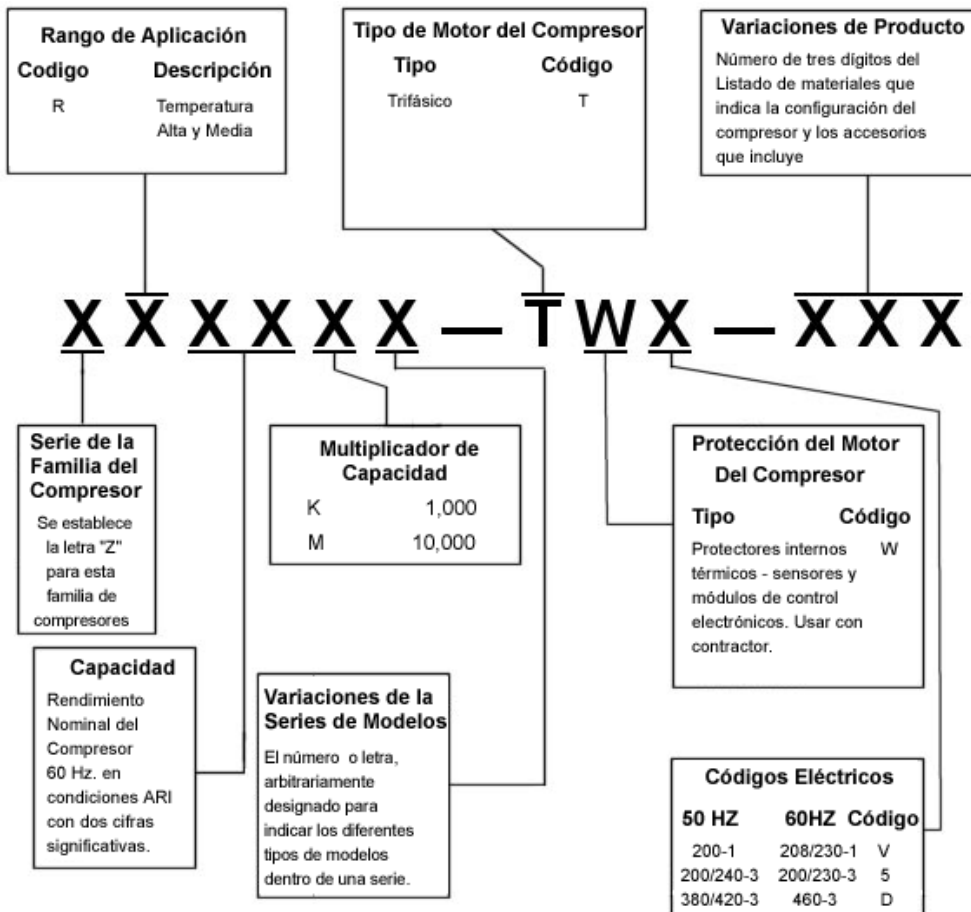 Rango de Aplicación
Codigo Descripción
R Temperatura
Alta y Media
Tipo de Motor del Compresor
Tipo Código
Trifásico T
Variaciones de Producto
Número de tres dígitos del
Listado de materiales que
indica la configuración del
compresor y los accesorios
que incluye
X X X X X X — T W X — X X X
Serie de la
Familia del
Compresor
Se establece
la letra "Z"
para esta
familia de
compresores
Multiplicador de
Capacidad
K 1,000
M 10,000
Protección del Motor
Del Compresor
Tipo Código
Protectores internos W
térmicos - sensores y
módulos de control
electrónicos. Usar con
contractor.
Capacidad
Rendimiento
Nominal del
Compresor
60 Hz. en
condiciones ARI
con dos cifras
significativas.
Variaciones de la
Series de Modelos
El número o letra,
arbitrariamente
designado para
indicar los diferentes
tipos de modelos
dentro de una serie.
Códigos Eléctricos
50 HZ 60HZ Código
200-1 208/230-1 V
200/240-3 200/230-3 5
380/420-3 460-3 D